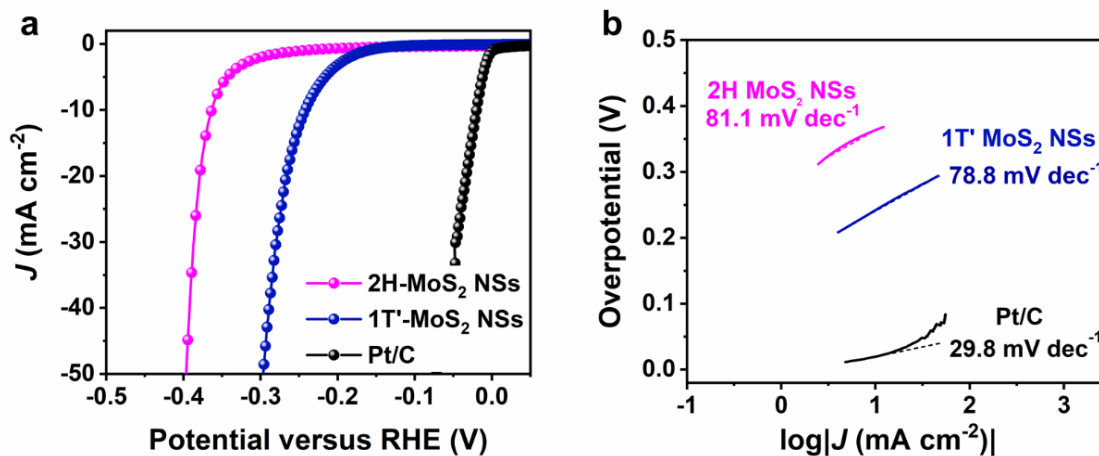 a
J (mA cm⁻²)
0
-10
-20
-30
-40
-50
2H-MoS₂ NSs
1T'-MoS₂ NSs
Pt/C
-0.5 -0.4 -0.3 -0.2 -0.1 0.0
Potential versus RHE (V)
b
Overpotential (V)
0.5
0.4
0.3
0.2
0.1
0.0
2H MoS₂ NSs
81.1 mV dec⁻¹
1T' MoS₂ NSs
78.8 mV dec⁻¹
Pt/C
29.8 mV dec⁻¹
-1 0 1 2 3
log|J (mA cm⁻²)|